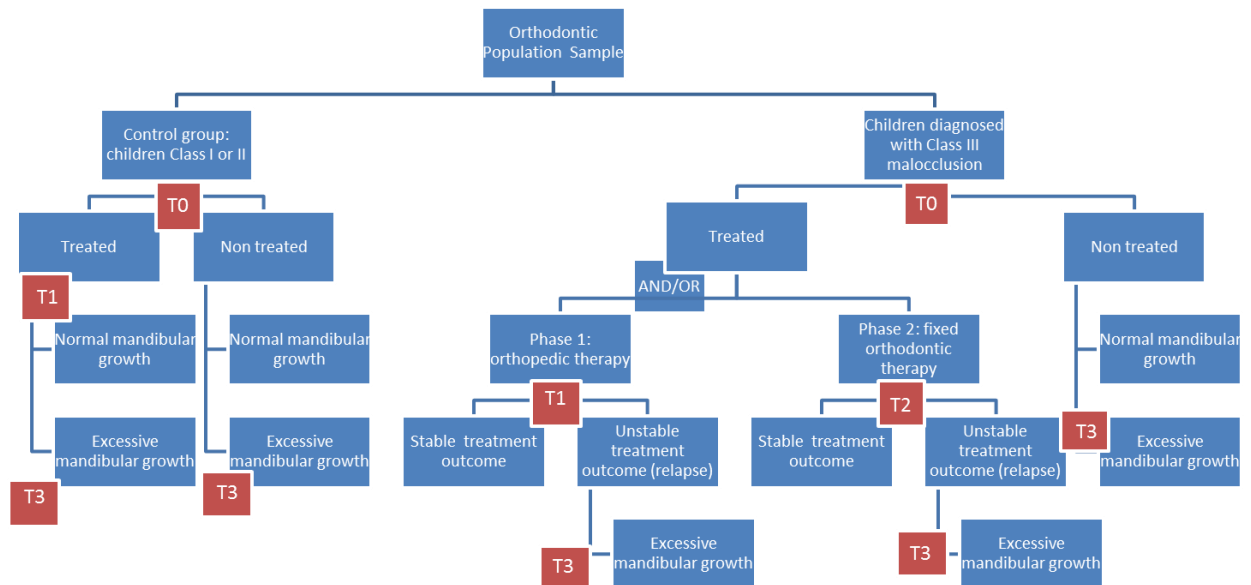 Orthodontic
Population Sample
Control group:
children Class I or II
Children diagnosed
with Class III
malocclusion
T0
T0
Treated
Non treated
Treated
Non treated
T1
AND/OR
Normal mandibular
growth
Normal mandibular
growth
Phase 1:
orthopedic therapy
Phase 2: fixed
orthodontic
therapy
Normal mandibular
growth
T1
T2
T3
Excessive
mandibular growth
Excessive
mandibular growth
Stable treatment
outcome
Unstable
treatment
outcome (relapse)
Stable treatment
outcome
Unstable
treatment
outcome (relapse)
Excessive
mandibular growth
T3
T3
T3
Excessive
mandibular growth
T3
Excessive
mandibular growth